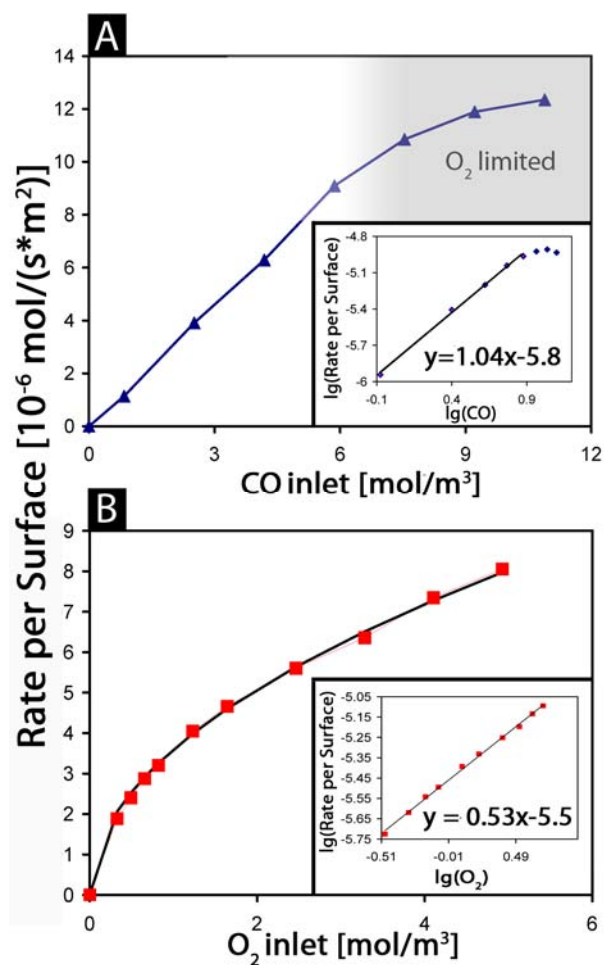 A
14
12
10
8
6
4
2
0
O₂ limited
lg(Rate per Surface)
-4.8
-5.1
-5.4
-5.7
-6
y=1.04x-5.8
-0.1 0.4 0.9
lg(CO)
0 3 6 9 12
CO inlet [mol/m³]
Rate per Surface [10⁻⁶ mol/(s*m²)]
B
9
8
7
6
5
4
3
2
1
0
lg(Rate per Surface)
-5.05
-5.15
-5.25
-5.35
-5.45
-5.55
-5.65
-5.75
y = 0.53x-5.5
-0.51 -0.01 0.49
lg(O₂)
0 2 4 6
O₂ inlet [mol/m³]